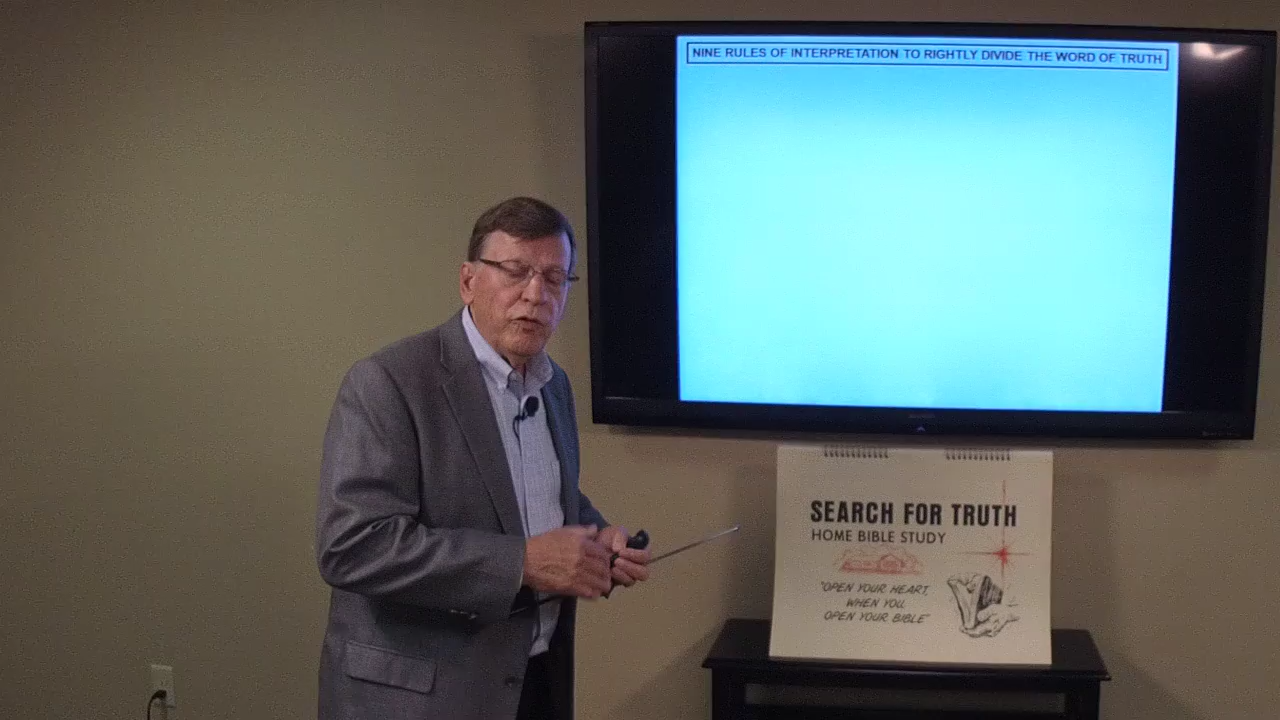 NINE RULES OF INTERPRETATION TO RIGHTLY DIVIDE THE WORD OF TRUTH
SEARCH FOR TRUTH
HOME BIBLE STUDY
"OPEN YOUR HEART,
WHEN YOU
OPEN YOUR BIBLE"